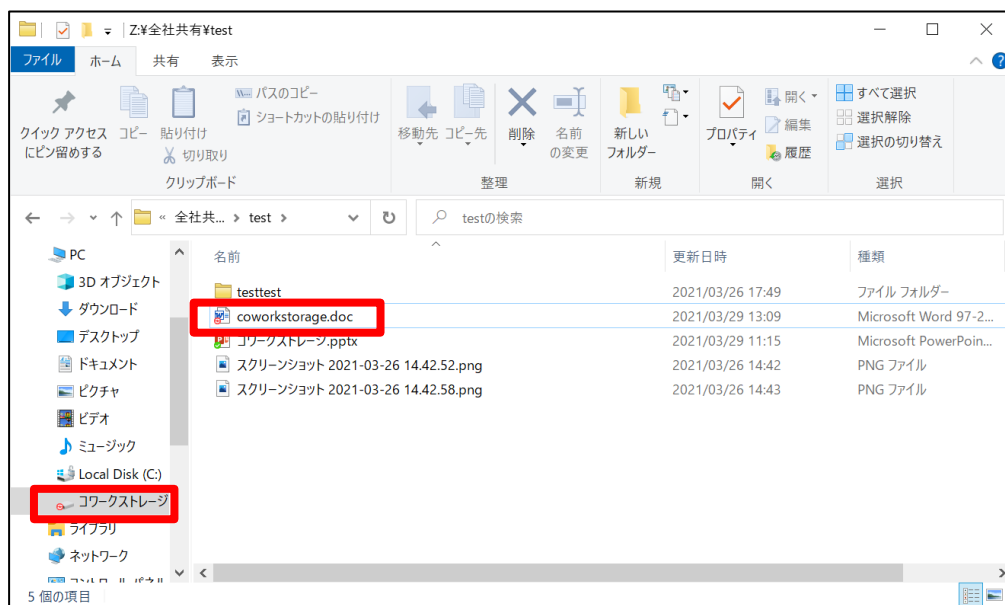 Z:¥全社共有¥test
ファイル ホーム 共有 表示
クイック アクセス
にピン留めする
コピー
貼り付け
パスのコピー
ショートカットの貼り付け
切り取り
クリップボード
移動先 コピー先 削除 名前
の変更
整理
新しい
フォルダー
新規
プロパティ
開く
編集
履歴
開く
すべて選択
選択解除
選択の切り替え
選択
« 全社共... › test ›
testの検索
PC
3D オブジェクト
ダウンロード
デスクトップ
ドキュメント
ピクチャ
ビデオ
ミュージック
Local Disk (C:)
コワークストレージ
ライブラリ
ネットワーク
コントロール パネル
名前 更新日時 種類
testtest 2021/03/26 17:49 ファイル フォルダー
coworkstorage.doc 2021/03/29 13:09 Microsoft Word 97-2...
コワークストレージ.pptx 2021/03/29 11:15 Microsoft PowerPoin...
スクリーンショット 2021-03-26 14.42.52.png 2021/03/26 14:42 PNG ファイル
スクリーンショット 2021-03-26 14.42.58.png 2021/03/26 14:43 PNG ファイル
5 個の項目